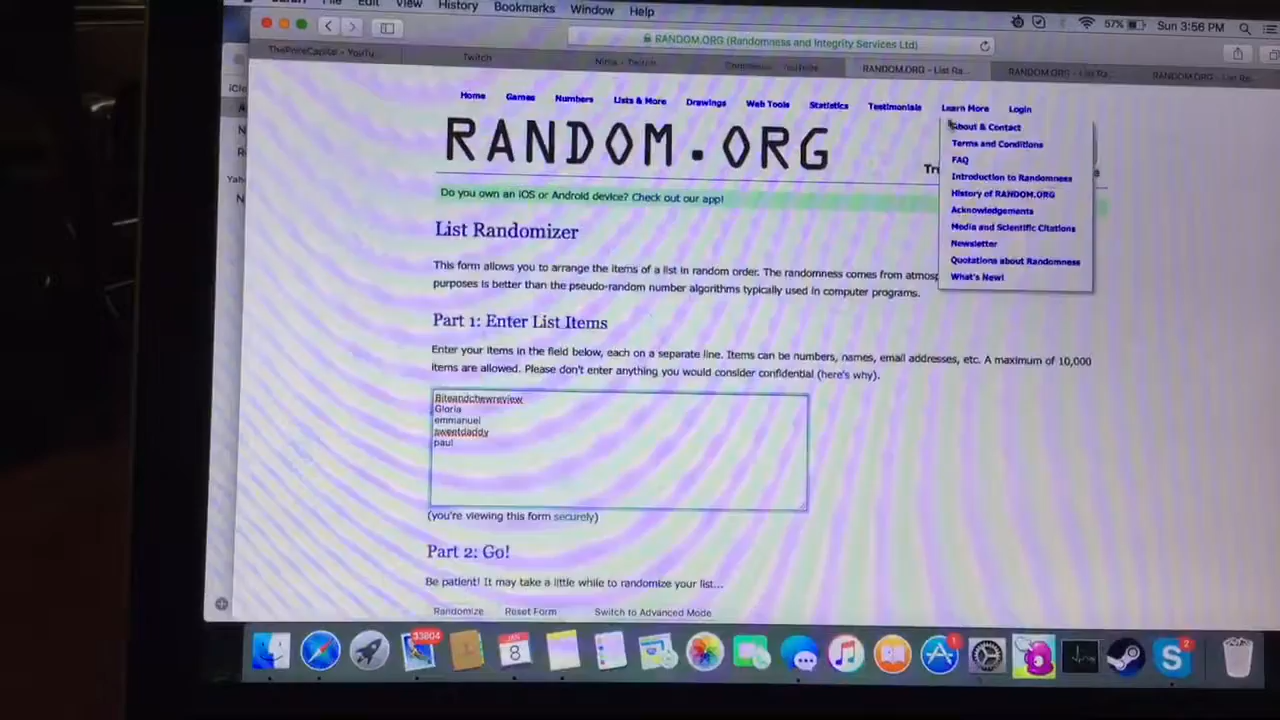 File Edit View History Bookmarks Window Help 57% Sun 3:56 PM
RANDOM.ORG (Randomness and Integrity Services Ltd)
Twitch RANDOM.ORG - List Ra... RANDOM.ORG - List Ra... RANDOM.ORG - List Re...
Home Games Numbers Lists & More Drawings Web Tools Statistics Testimonials Learn More Login
RANDOM.ORG
About & Contact
Terms and Conditions
FAQ
Introduction to Randomness
History of RANDOM.ORG
Acknowledgements
Media and Scientific Citations
Newsletter
Quotations about Randomness
What's New!
Do you own an iOS or Android device? Check out our app!
List Randomizer
This form allows you to arrange the items of a list in random order. The randomness comes from atmosp
purposes is better than the pseudo-random number algorithms typically used in computer programs.
Part 1: Enter List Items
Enter your items in the field below, each on a separate line. Items can be numbers, names, email addresses, etc. A maximum of 10,000
items are allowed. Please don't enter anything you would consider confidential (here's why).
Biteandchewreview
Gloria
emmanuel
sweetdaddy
paul
(you're viewing this form securely)
Part 2: Go!
Be patient! It may take a little while to randomize your list...
Randomize Reset Form Switch to Advanced Mode
33804 JAN 8 1 2